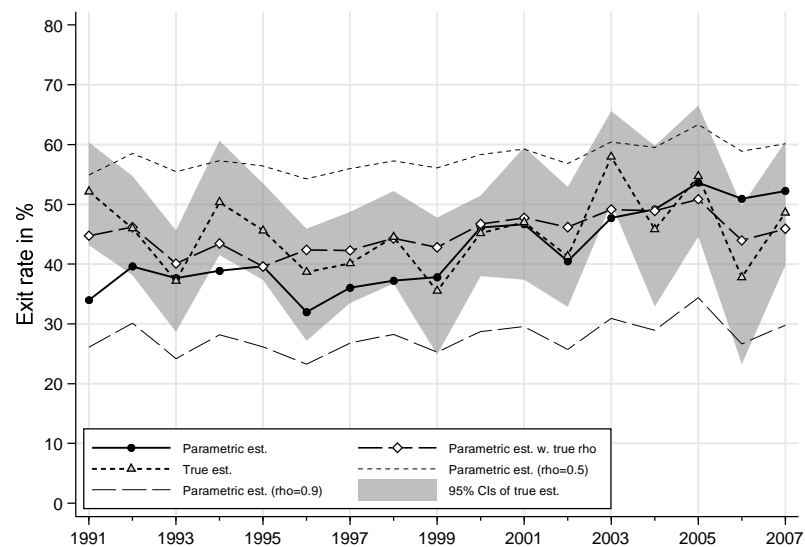 80
70
60
50
40
30
20
10
0
Exit rate in %
Parametric est.
Parametric est. w. true rho
True est.
Parametric est. (rho=0.5)
Parametric est. (rho=0.9)
95% CIs of true est.
1991 1993 1995 1997 1999 2001 2003 2005 2007